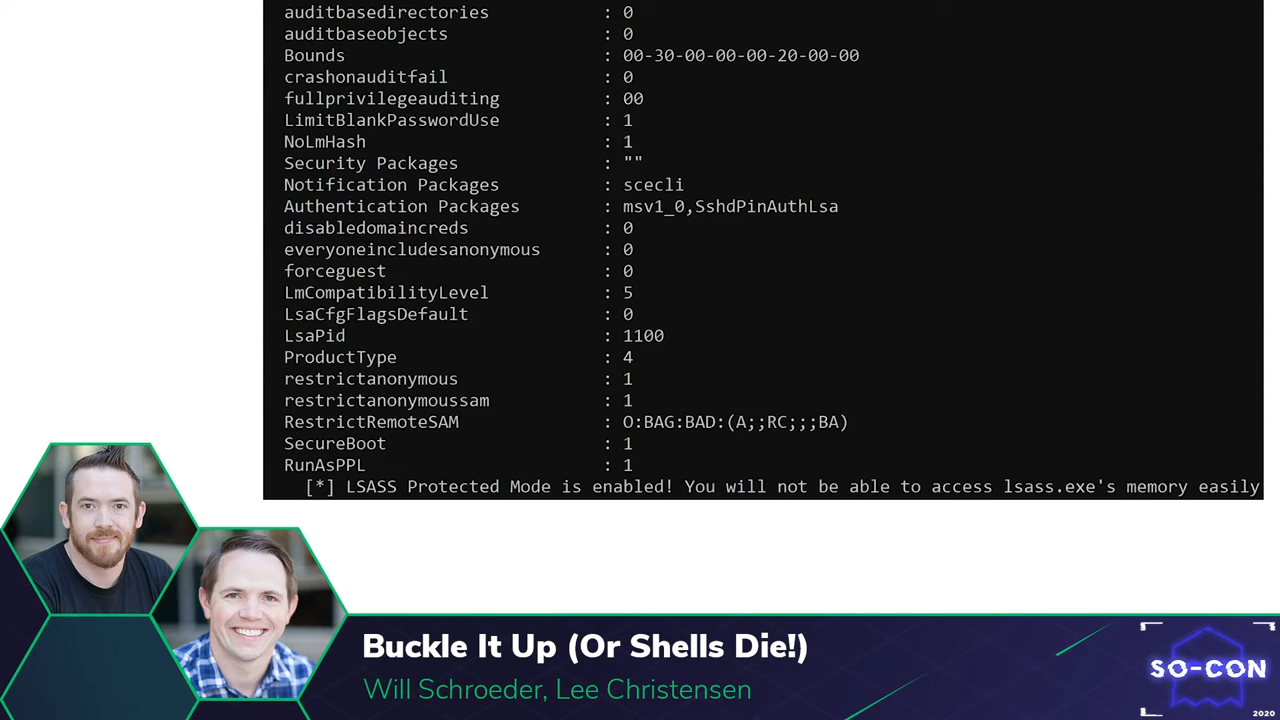 auditbasedirectories : 0
auditbaseobjects : 0
Bounds : 00-30-00-00-00-20-00-00
crashonauditfail : 0
fullprivilegeauditing : 00
LimitBlankPasswordUse : 1
NoLmHash : 1
Security Packages : ""
Notification Packages : scecli
Authentication Packages : msv1_0,SshdPinAuthLsa
disabledomaincreds : 0
everyoneincludesanonymous : 0
forceguest : 0
LmCompatibilityLevel : 5
LsaCfgFlagsDefault : 0
LsaPid : 1100
ProductType : 4
restrictanonymous : 1
restrictanonymoussam : 1
RestrictRemoteSAM : O:BAG:BAD:(A;;RC;;;BA)
SecureBoot : 1
RunAsPPL : 1
[*] LSASS Protected Mode is enabled! You will not be able to access lsass.exe's memory easily
Buckle It Up (Or Shells Die!)
Will Schroeder, Lee Christensen
SO-CON
2020